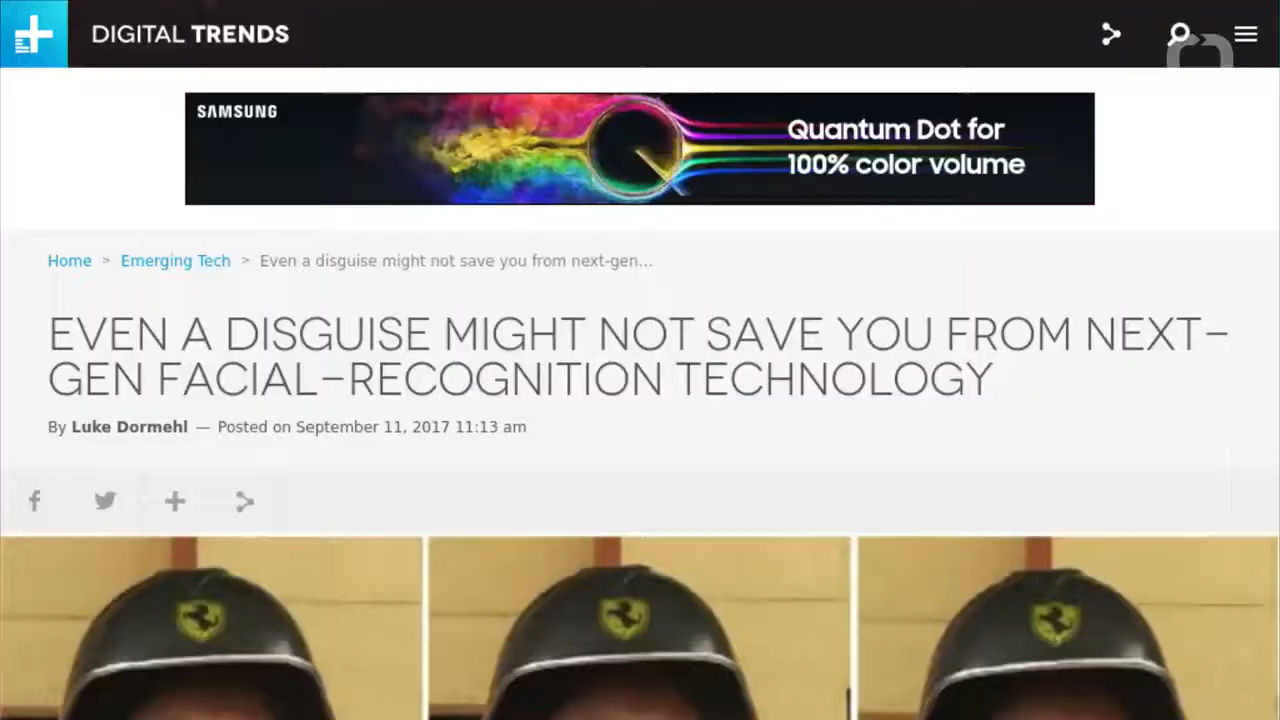 DIGITAL TRENDS
SAMSUNG
Quantum Dot for
100% color volume
Home > Emerging Tech > Even a disguise might not save you from next-gen...
EVEN A DISGUISE MIGHT NOT SAVE YOU FROM NEXT-
GEN FACIAL-RECOGNITION TECHNOLOGY
By Luke Dormehl — Posted on September 11, 2017 11:13 am